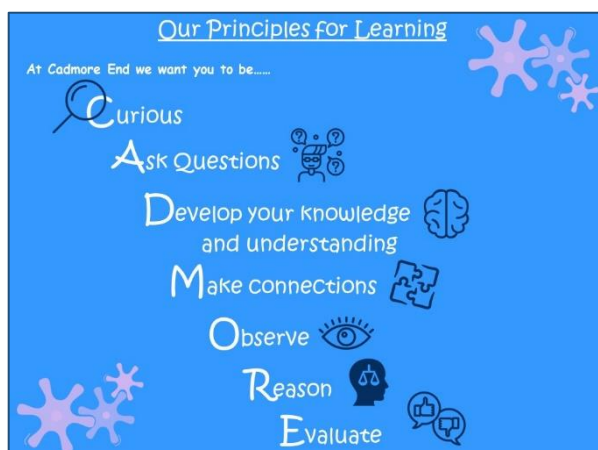 Our Principles for Learning
At Cadmore End we want you to be......
Curious
Ask Questions
Develop your knowledge
and understanding
Make connections
Observe
Reason
Evaluate